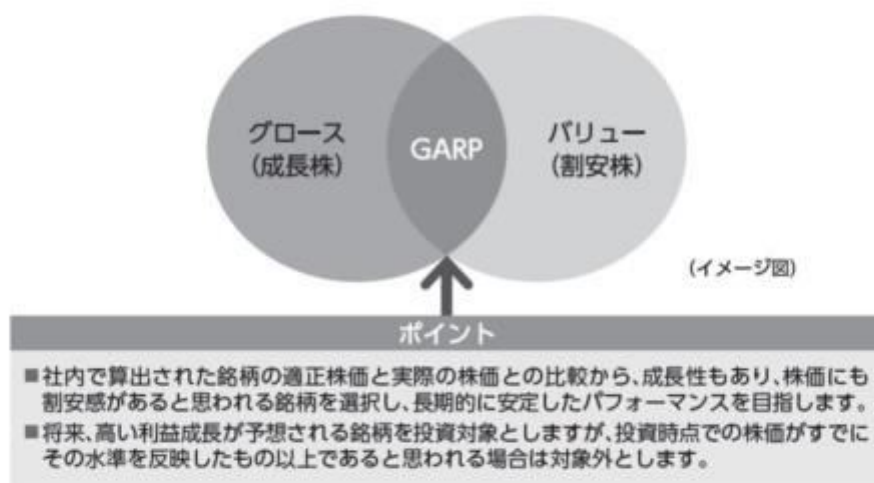 グロース
(成長株)
GARP
バリュー
(割安株)
(イメージ図)
ポイント
■社内で算出された銘柄の適正株価と実際の株価との比較から、成長性もあり、株価にも
割安感があると思われる銘柄を選択し、長期的に安定したパフォーマンスを目指します。
■将来、高い利益成長が予想される銘柄を投資対象としますが、投資時点での株価がすでに
その水準を反映したもの以上であると思われる場合は対象外とします。